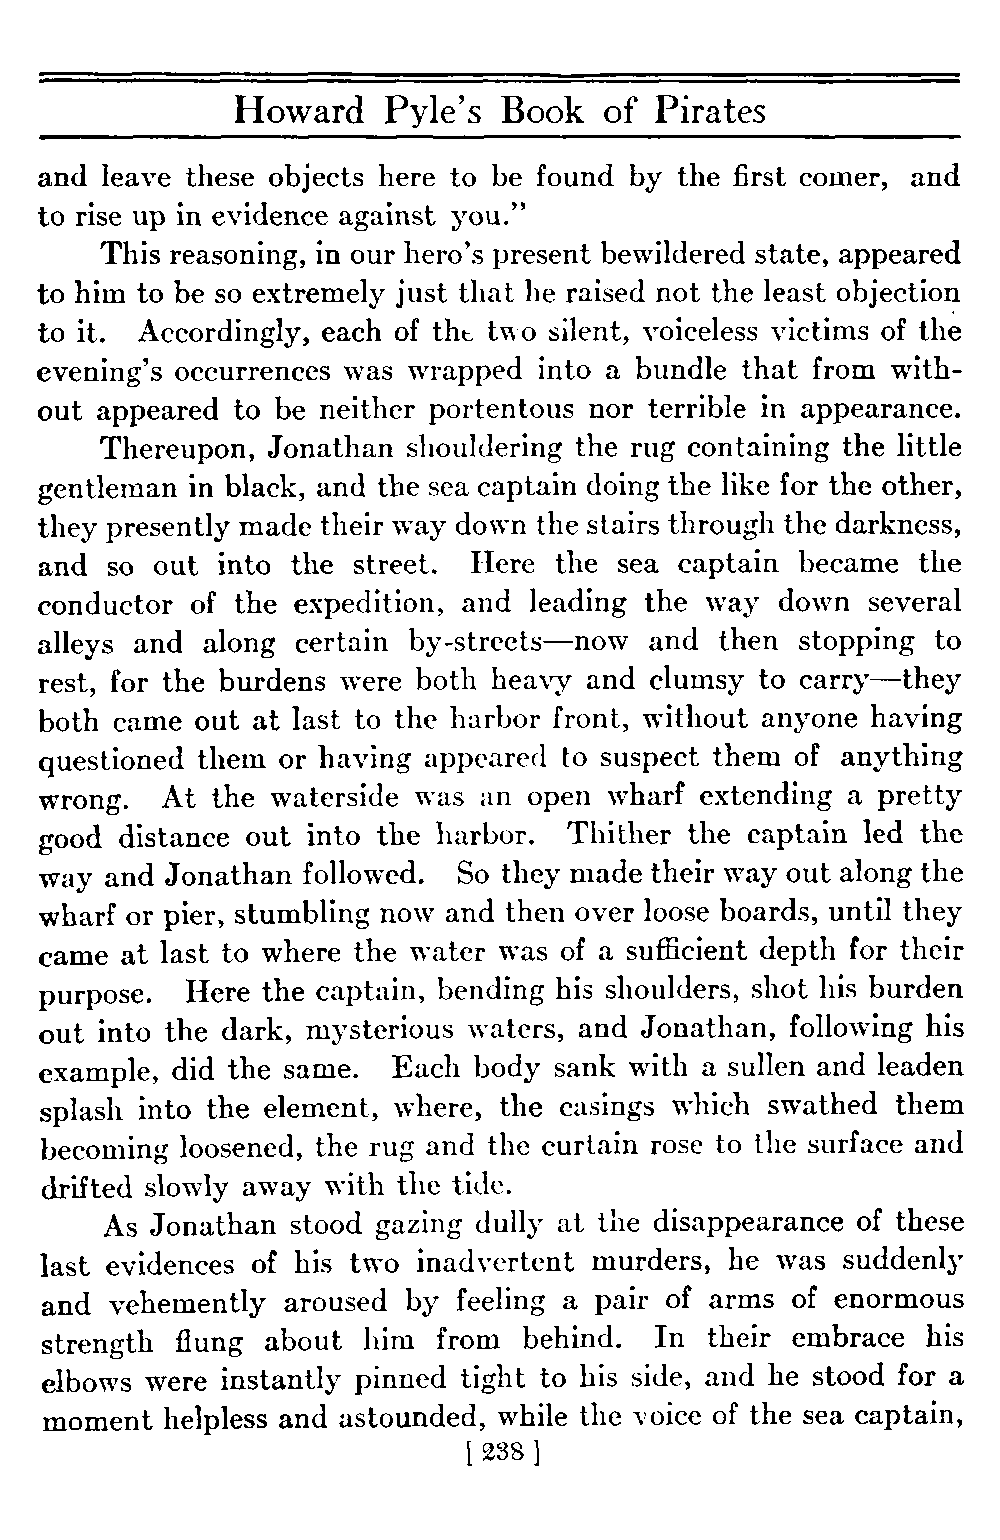 Howard Pyle's Book of Pirates
and leave these objects here to be found by the first comer, and
to rise up in evidence against you."
This reasoning, in our hero's present bewildered state, appeared
to him to be so extremely just that he raised not the least objection
to it. Accordingly, each of the two silent, voiceless victims of the
evening's occurrences was wrapped into a bundle that from with-
out appeared to be neither portentous nor terrible in appearance.
Thereupon, Jonathan shouldering the rug containing the little
gentleman in black, and the sea captain doing the like for the other,
they presently made their way down the stairs through the darkness,
and so out into the street. Here the sea captain became the
conductor of the expedition, and leading the way down several
alleys and along certain by-streets—now and then stopping to
rest, for the burdens were both heavy and clumsy to carry—they
both came out at last to the harbor front, without anyone having
questioned them or having appeared to suspect them of anything
wrong. At the waterside was an open wharf extending a pretty
good distance out into the harbor. Thither the captain led the
way and Jonathan followed. So they made their way out along the
wharf or pier, stumbling now and then over loose boards, until they
came at last to where the water was of a sufficient depth for their
purpose. Here the captain, bending his shoulders, shot his burden
out into the dark, mysterious waters, and Jonathan, following his
example, did the same. Each body sank with a sullen and leaden
splash into the element, where, the casings which swathed them
becoming loosened, the rug and the curtain rose to the surface and
drifted slowly away with the tide.
As Jonathan stood gazing dully at the disappearance of these
last evidences of his two inadvertent murders, he was suddenly
and vehemently aroused by feeling a pair of arms of enormous
strength flung about him from behind. In their embrace his
elbows were instantly pinned tight to his side, and he stood for a
moment helpless and astounded, while the voice of the sea captain,
[ 238 ]